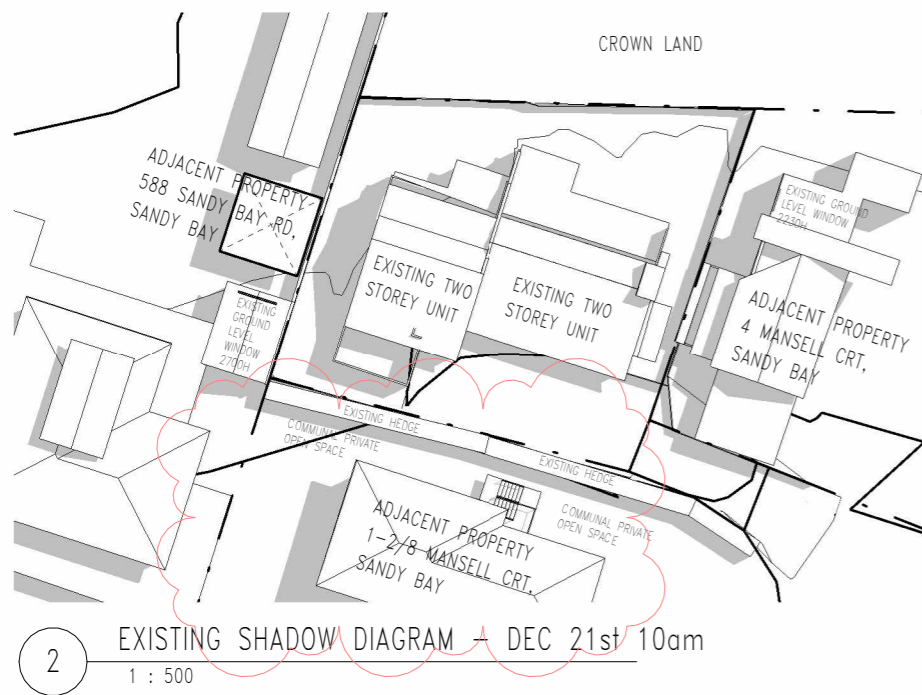 CROWN LAND
ADJACENT PROPERTY
588 SANDY BAY RD,
SANDY BAY
EXISTING GROUND
LEVEL WINDOW
2230H
EXISTING TWO
STOREY UNIT
EXISTING TWO
STOREY UNIT
ADJACENT PROPERTY
4 MANSELL CRT,
SANDY BAY
EXISTING
GROUND
LEVEL
WINDOW
2700H
EXISTING HEDGE
COMMUNAL PRIVATE
OPEN SPACE
EXISTING HEDGE
COMMUNAL PRIVATE
OPEN SPACE
ADJACENT PROPERTY
1-2/8 MANSELL CRT,
SANDY BAY
2
EXISTING SHADOW DIAGRAM - DEC 21st 10am
1 : 500